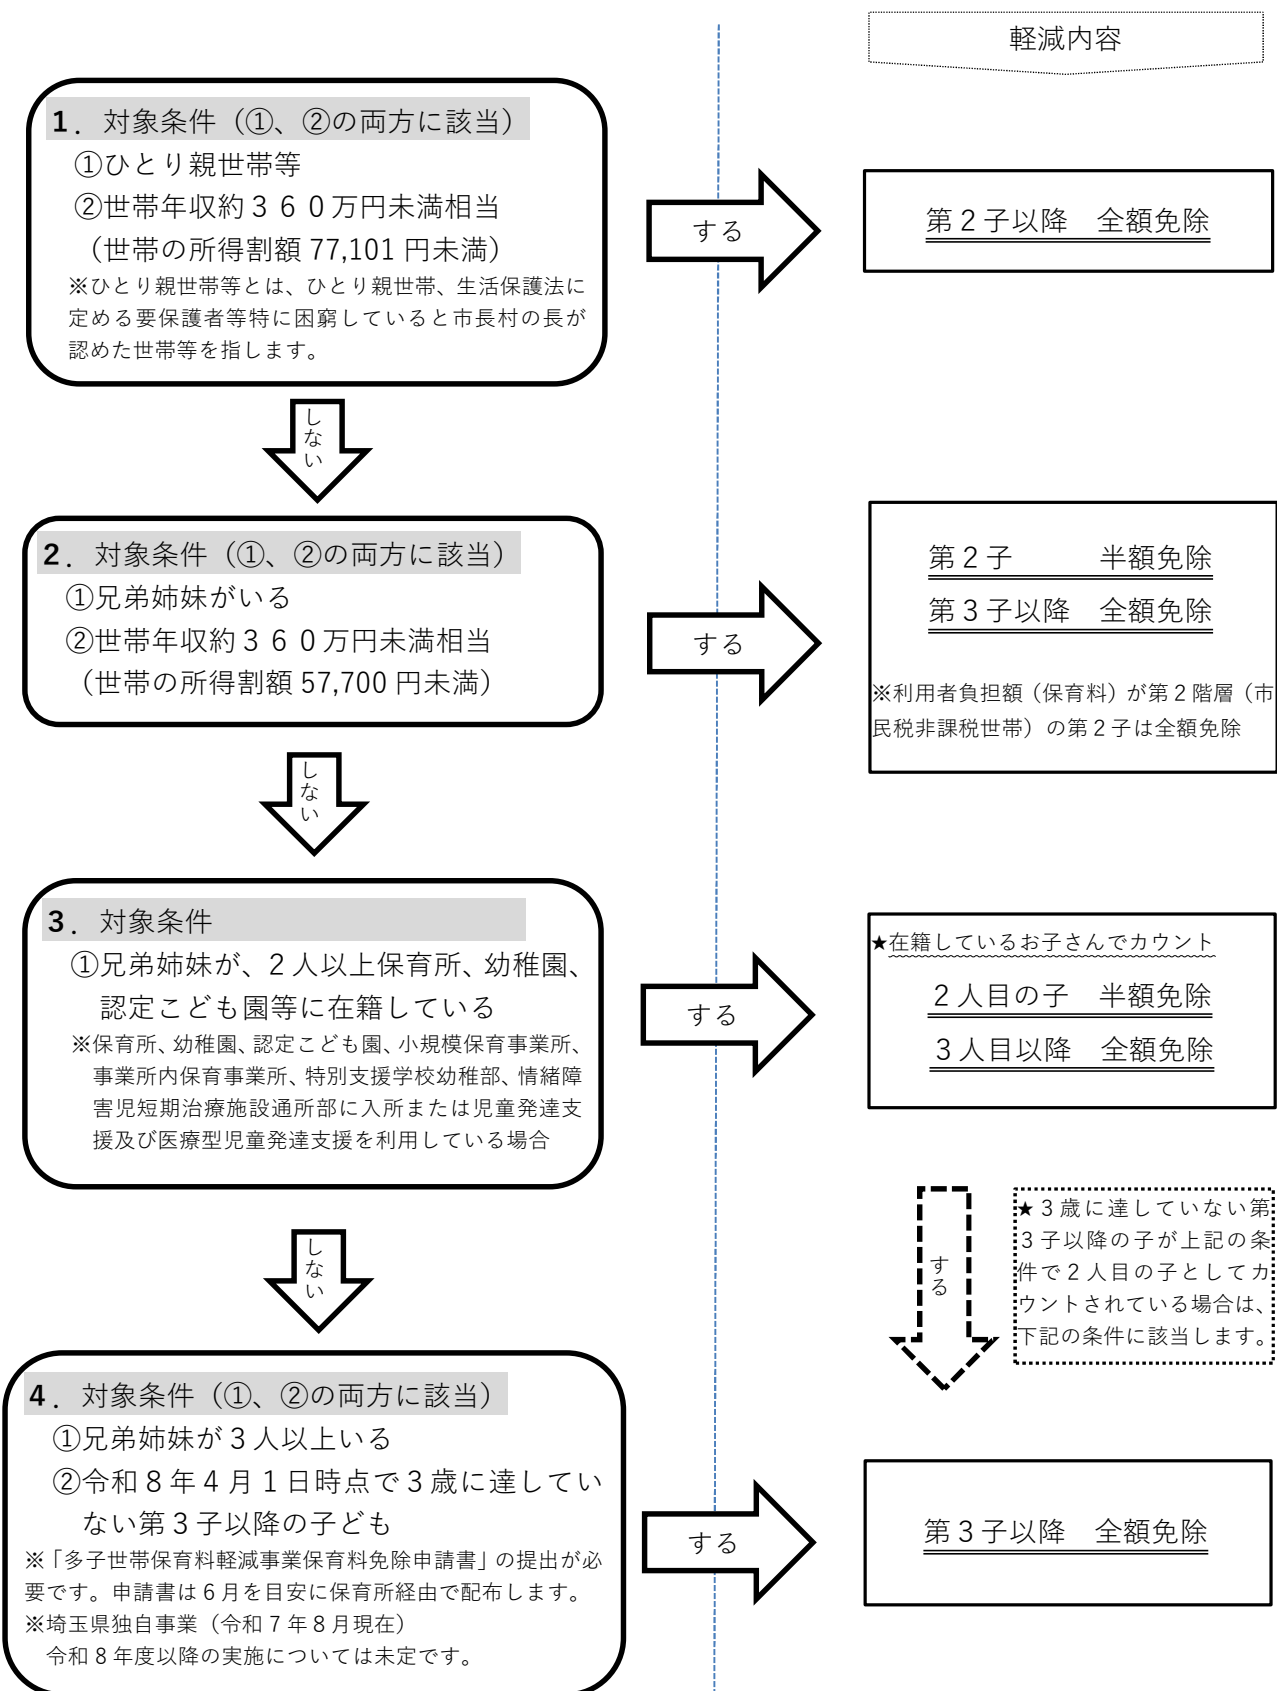 軽減内容
1．対象条件（①、②の両方に該当）
①ひとり親世帯等
②世帯年収約３６０万円未満相当
（世帯の所得割額 77,101 円未満）
※ひとり親世帯等とは、ひとり親世帯、生活保護法に
定める要保護者等特に困窮していると市長村の長が
認めた世帯等を指します。
する
第２子以降　全額免除
しない
2．対象条件（①、②の両方に該当）
①兄弟姉妹がいる
②世帯年収約３６０万円未満相当
（世帯の所得割額 57,700 円未満）
する
第２子　　　半額免除
第３子以降　全額免除
※利用者負担額（保育料）が第２階層（市
民税非課税世帯）の第２子は全額免除
しない
3．対象条件
①兄弟姉妹が、２人以上保育所、幼稚園、
認定こども園等に在籍している
※保育所、幼稚園、認定こども園、小規模保育事業所、
事業所内保育事業所、特別支援学校幼稚部、情緒障
害児短期治療施設通所部に入所または児童発達支
援及び医療型児童発達支援を利用している場合
する
★在籍しているお子さんでカウント
２人目の子　半額免除
３人目以降　全額免除
しない
する
★３歳に達していない第
３子以降の子が上記の条
件で２人目の子としてカ
ウントされている場合は、
下記の条件に該当します。
4．対象条件（①、②の両方に該当）
①兄弟姉妹が３人以上いる
②令和８年４月１日時点で３歳に達してい
ない第３子以降の子ども
※「多子世帯保育料軽減事業保育料免除申請書」の提出が必
要です。申請書は６月を目安に保育所経由で配布します。
※埼玉県独自事業（令和７年８月現在）
令和８年度以降の実施については未定です。
する
第３子以降　全額免除